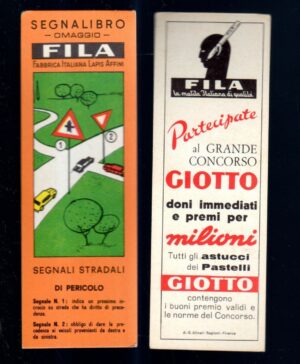 SEGNALIBRO
— OMAGGIO —
FILA
FABBRICA ITALIANA LAPIS AFFINI
1
2
SEGNALI STRADALI
DI PERICOLO
Segnale N. 1: indica un prossimo
incrocio su strada che ha diritto di prece-
denza.
Segnale N. 2: obbligo di dare la pre-
cedenza ai veicoli provenienti da destra e
da sinistra.
FILA
la matita Italiana di qualità
Partecipate
al GRANDE
CONCORSO
GIOTTO
doni immediati
e premi per
milioni
Tutti gli astucci
dei Pastelli
GIOTTO
contengono
i buoni premio validi e
le norme del Concorso.